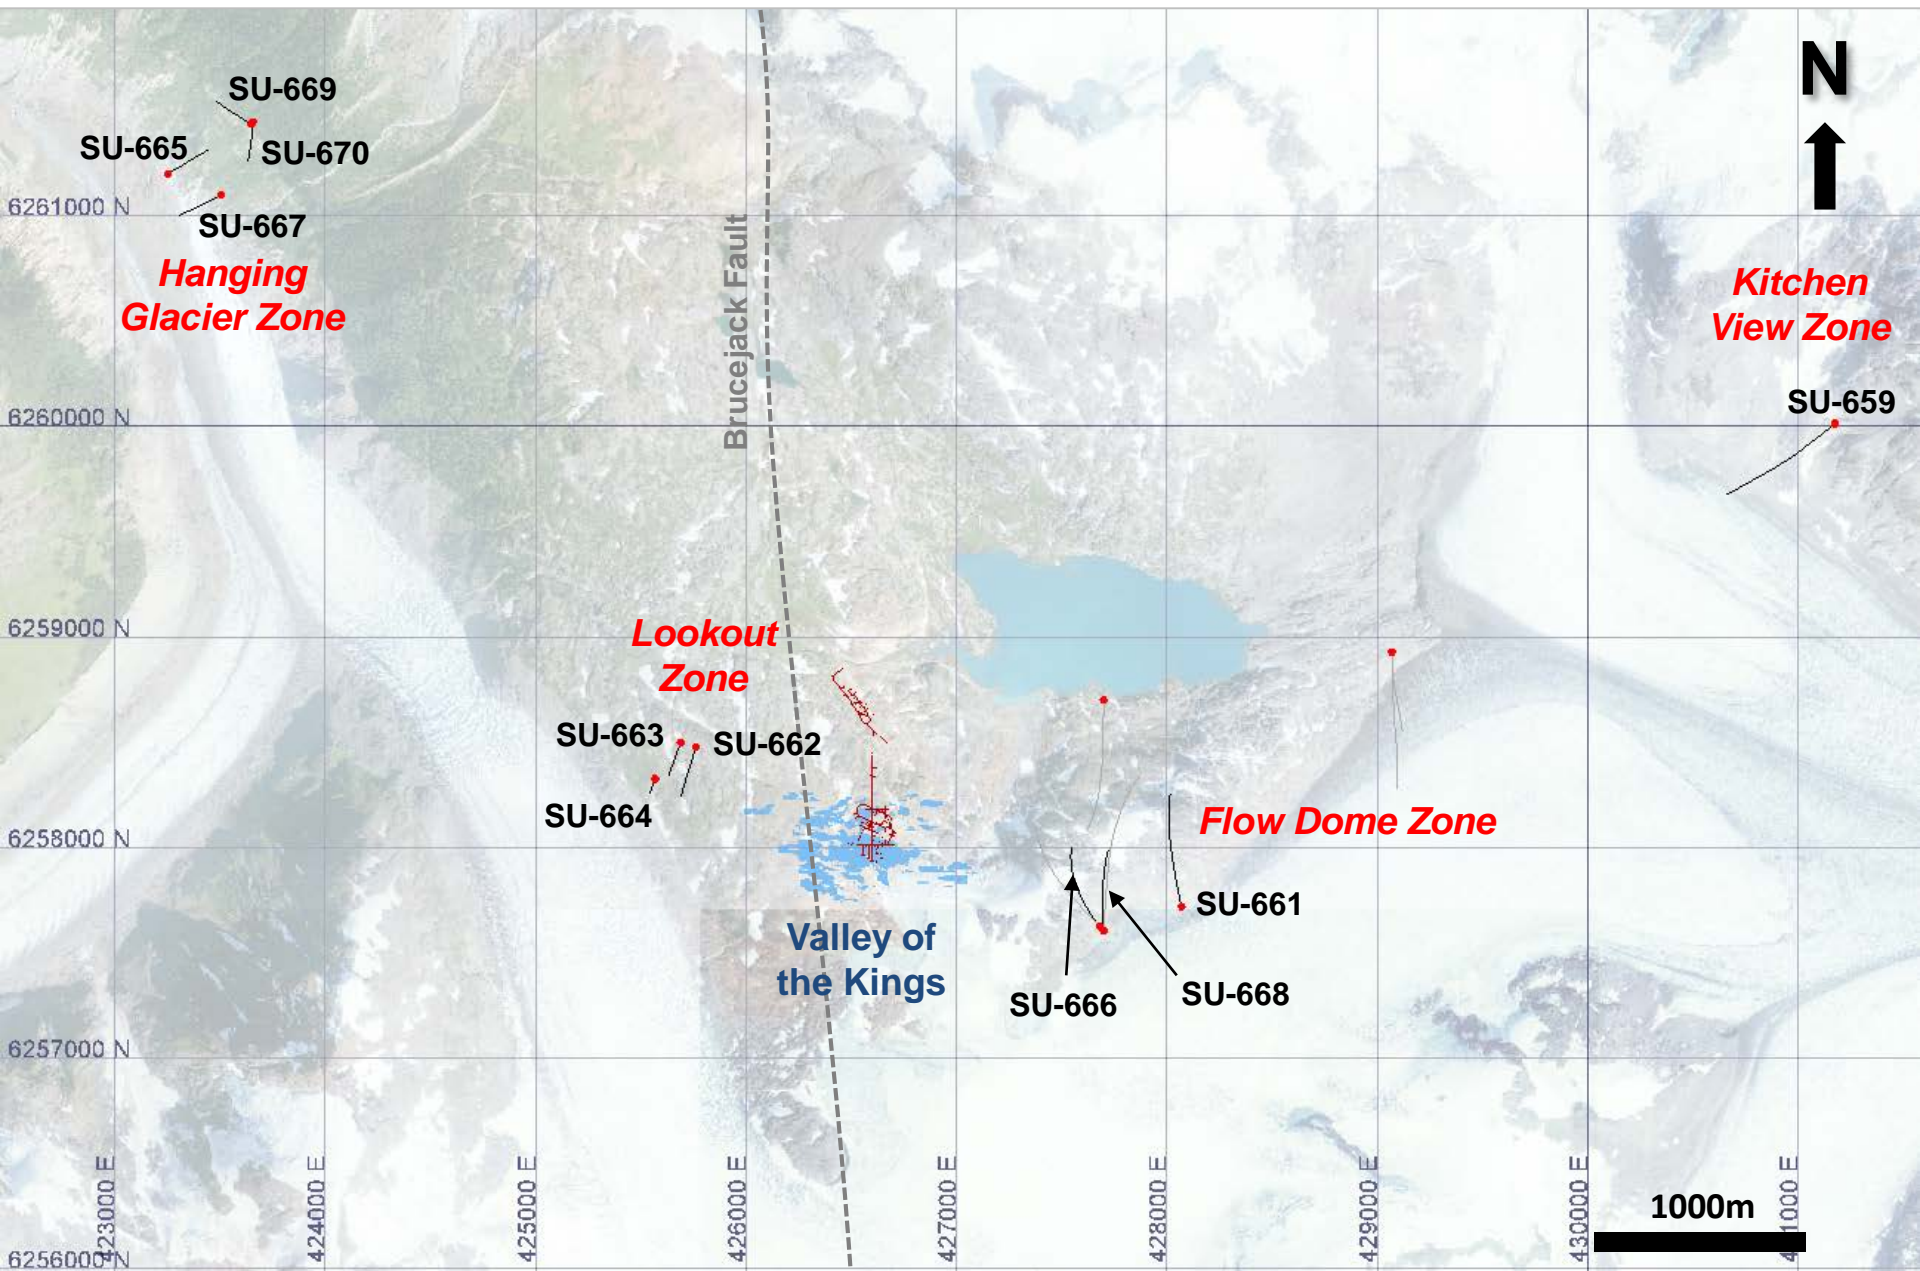 N
SU-669
SU-665
SU-670
6261000 N
SU-667
Hanging
Glacier Zone
Brucejack Fault
Kitchen
View Zone
SU-659
6260000 N
6259000 N
Lookout
Zone
SU-663
SU-662
SU-664
Flow Dome Zone
6258000 N
SU-661
Valley of
the Kings
SU-666
SU-668
6257000 N
423000 E
424000 E
425000 E
426000 E
427000 E
428000 E
429000 E
430000 E
431000 E
1000m
6256000 N